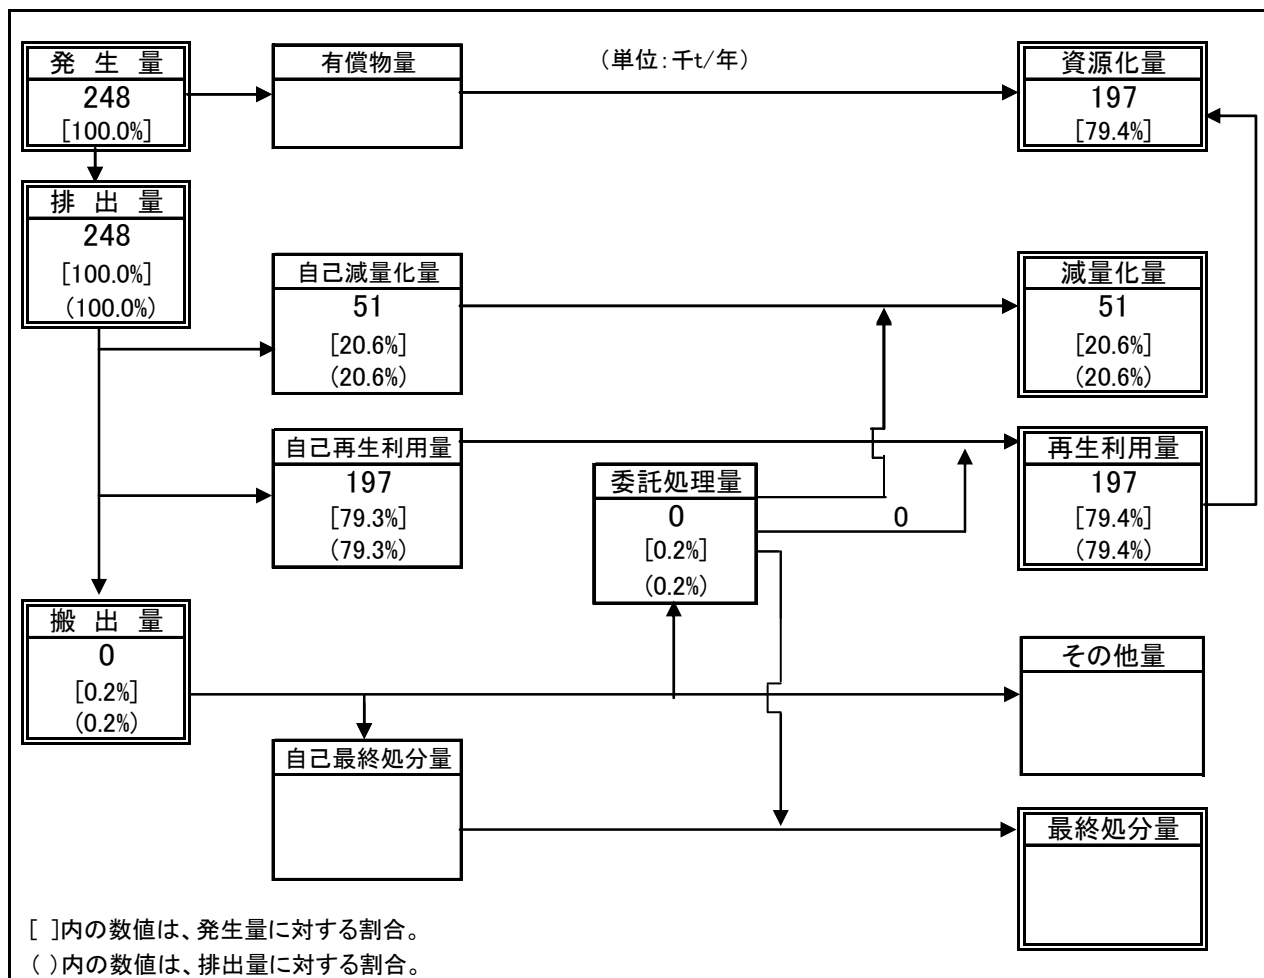 発 生 量
248
[100.0%]
有償物量
(単位:千t/年)
資源化量
197
[79.4%]
排 出 量
248
[100.0%]
(100.0%)
自己減量化量
51
[20.6%]
(20.6%)
減量化量
51
[20.6%]
(20.6%)
自己再生利用量
197
[79.3%]
(79.3%)
委託処理量
0
[0.2%]
(0.2%)
0
再生利用量
197
[79.4%]
(79.4%)
搬 出 量
0
[0.2%]
(0.2%)
その他量
自己最終処分量
最終処分量
[ ]内の数値は、発生量に対する割合。
( )内の数値は、排出量に対する割合。